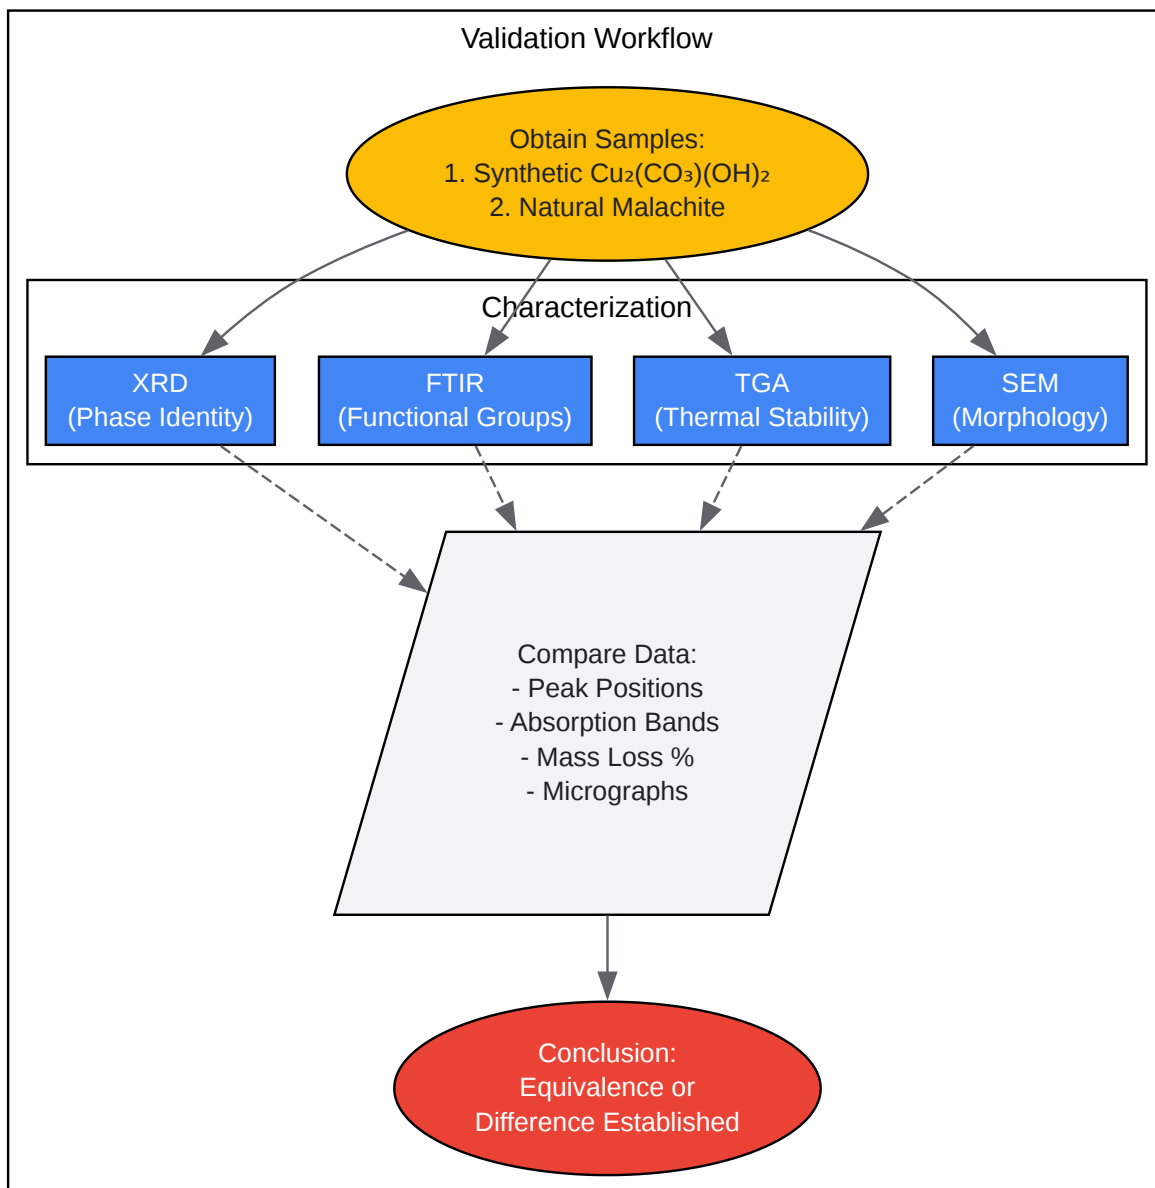 Validation Workflow
Obtain Samples:
1. Synthetic Cu₂(CO₃)(OH)₂
2. Natural Malachite
Characterization
XRD
(Phase Identity)
FTIR
(Functional Groups)
TGA
(Thermal Stability)
SEM
(Morphology)
Compare Data:
- Peak Positions
- Absorption Bands
- Mass Loss %
- Micrographs
Conclusion:
Equivalence or
Difference Established